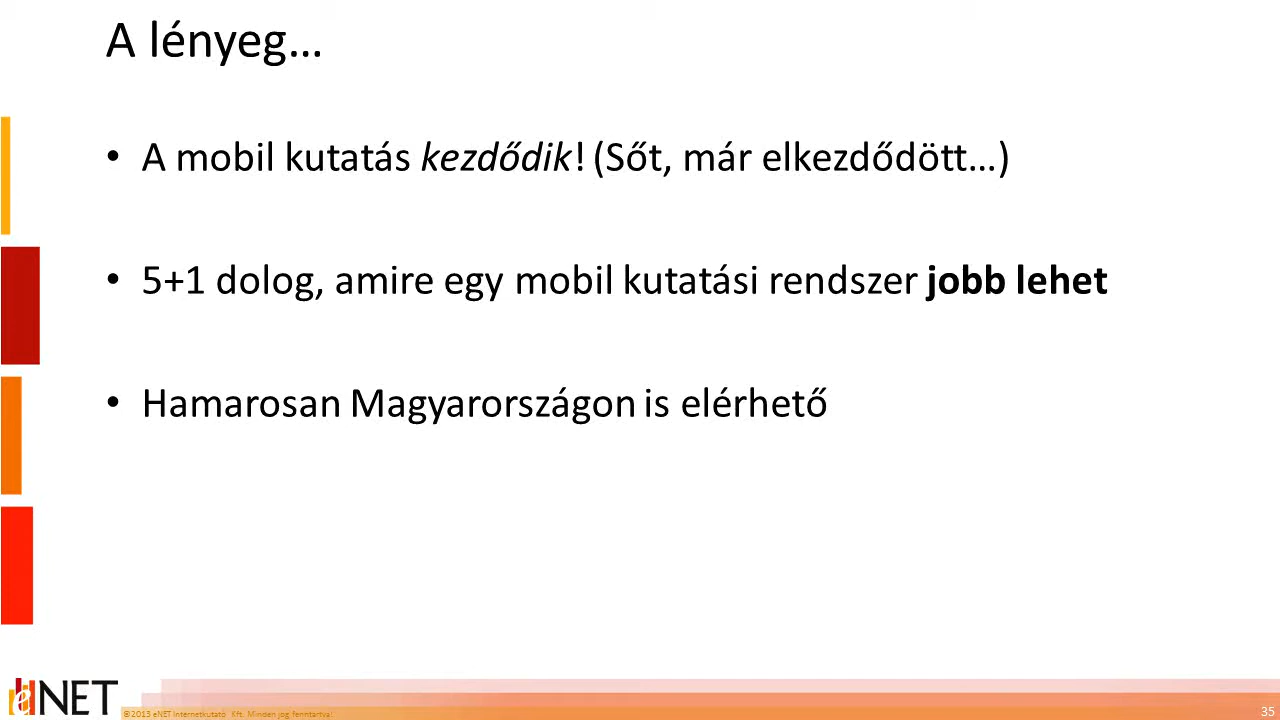 A lényeg…
• A mobil kutatás kezdődik! (Sőt, már elkezdődött…)
• 5+1 dolog, amire egy mobil kutatási rendszer jobb lehet
• Hamarosan Magyarországon is elérhető
eNET
©2013 eNET Internetkutató Kft. Minden jog fenntartva!
35